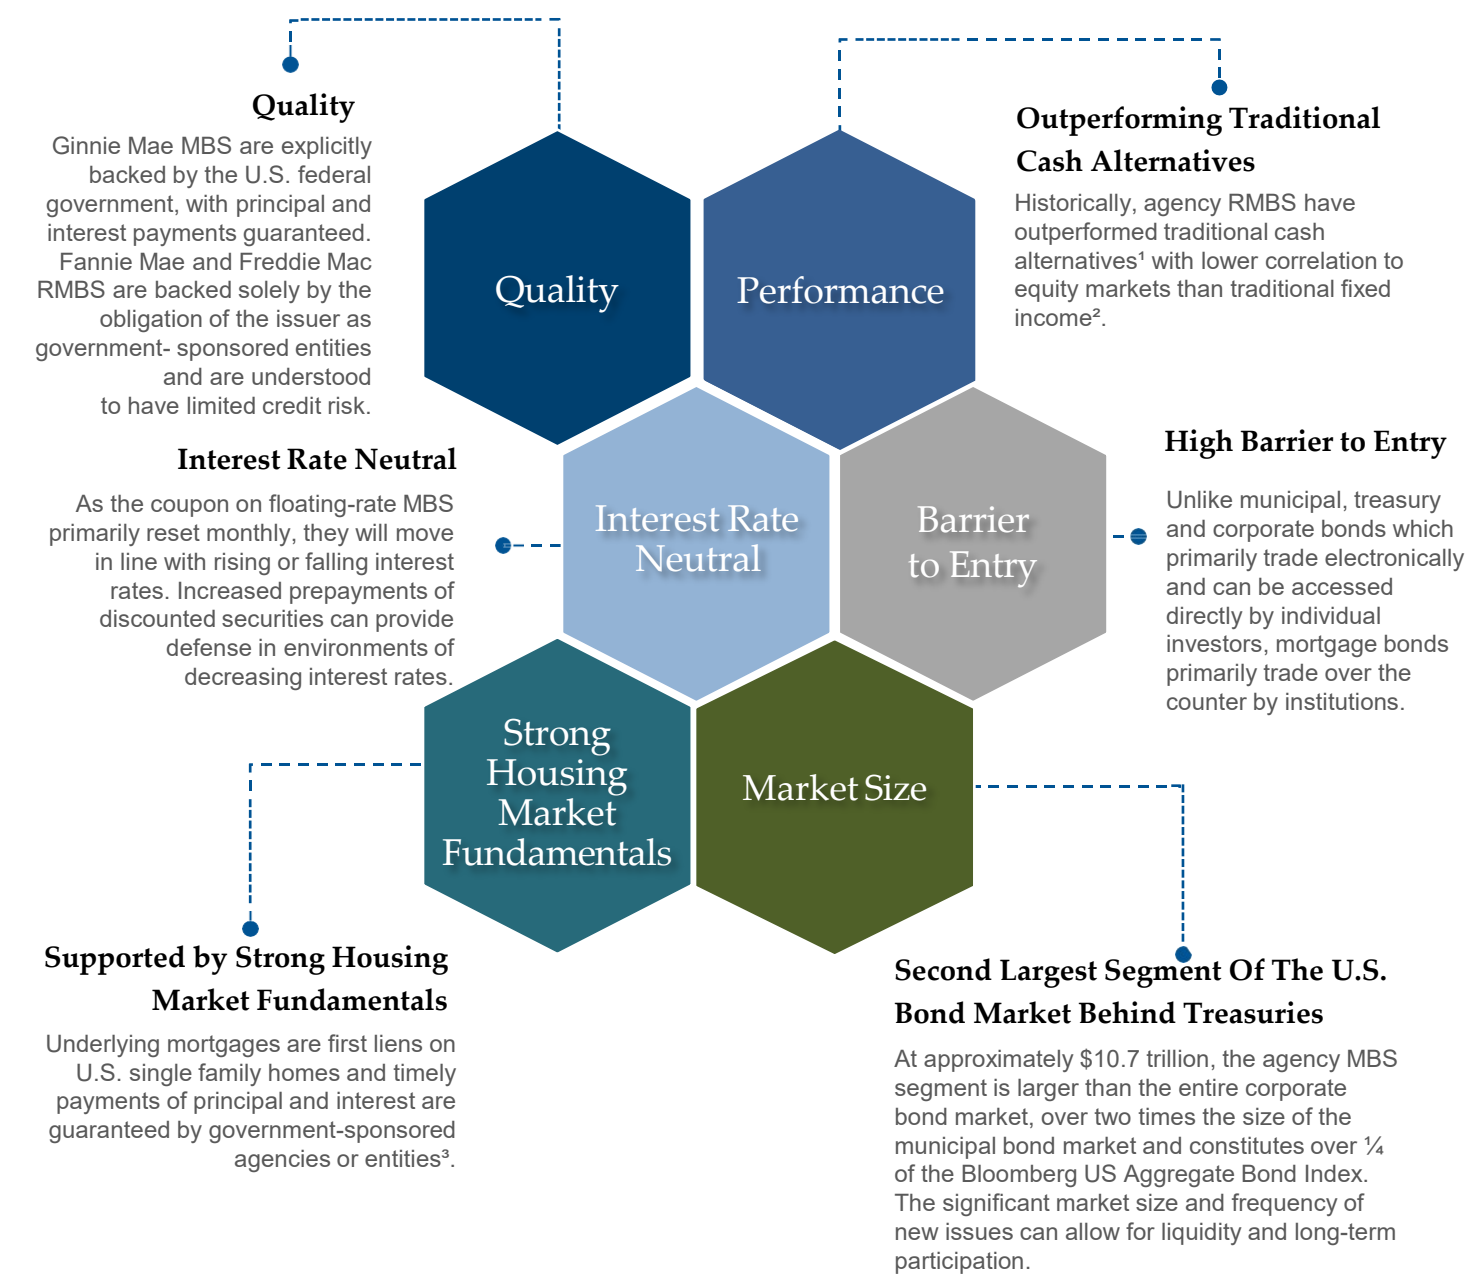 Quality
Ginnie Mae MBS are explicitly
backed by the U.S. federal
government, with principal and
interest payments guaranteed.
Fannie Mae and Freddie Mac
RMBS are backed solely by the
obligation of the issuer as
government- sponsored entities
and are understood
to have limited credit risk.
Outperforming Traditional
Cash Alternatives
Historically, agency RMBS have
outperformed traditional cash
alternatives¹ with lower correlation to
equity markets than traditional fixed
income².
Quality
Performance
Interest Rate Neutral
As the coupon on floating-rate MBS
primarily reset monthly, they will move
in line with rising or falling interest
rates. Increased prepayments of
discounted securities can provide
defense in environments of
decreasing interest rates.
Interest Rate
Neutral
Barrier
to Entry
High Barrier to Entry
Unlike municipal, treasury
and corporate bonds which
primarily trade electronically
and can be accessed
directly by individual
investors, mortgage bonds
primarily trade over the
counter by institutions.
Strong
Housing
Market
Fundamentals
Market Size
Supported by Strong Housing
Market Fundamentals
Underlying mortgages are first liens on
U.S. single family homes and timely
payments of principal and interest are
guaranteed by government-sponsored
agencies or entities³.
Second Largest Segment Of The U.S.
Bond Market Behind Treasuries
At approximately $10.7 trillion, the agency MBS
segment is larger than the entire corporate
bond market, over two times the size of the
municipal bond market and constitutes over ¼
of the Bloomberg US Aggregate Bond Index.
The significant market size and frequency of
new issues can allow for liquidity and long-term
participation.